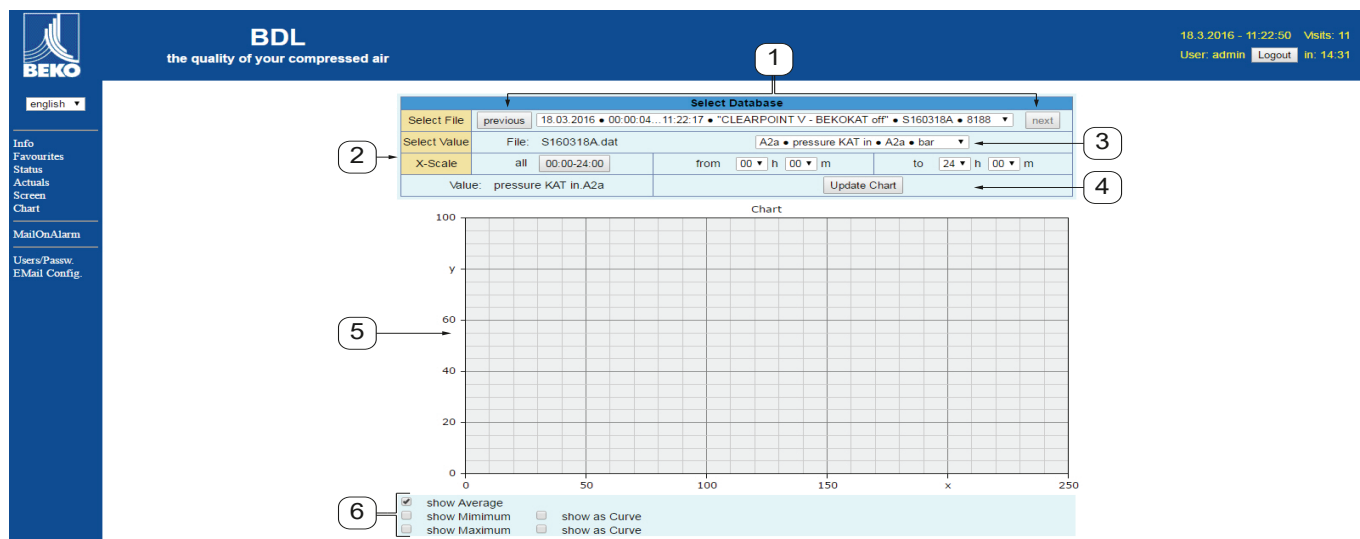 BEKO
BDL
the quality of your compressed air
18.3.2016 - 11:22:50 Visits: 11
User: admin Logout in: 14:31
1
english
Info
Favourites
Status
Actuals
Screen
Chart
MailOnAlarm
Users/Passw.
EMail Config.
Select Database
Select File previous 18.03.2016 ● 00:00:04...11:22:17 ● "CLEARPOINT V - BEKOKAT off" ● S160318A ● 8188 next
Select Value File: S160318A.dat A2a ● pressure KAT in ● A2a ● bar
3
2
X-Scale all 00:00-24:00 from 00 h 00 m to 24 h 00 m
Value: pressure KAT in.A2a Update Chart
4
Chart
100
y
60
5
40
20
0
0 50 100 150 x 250
6
show Average
show Mimimum show as Curve
show Maximum show as Curve